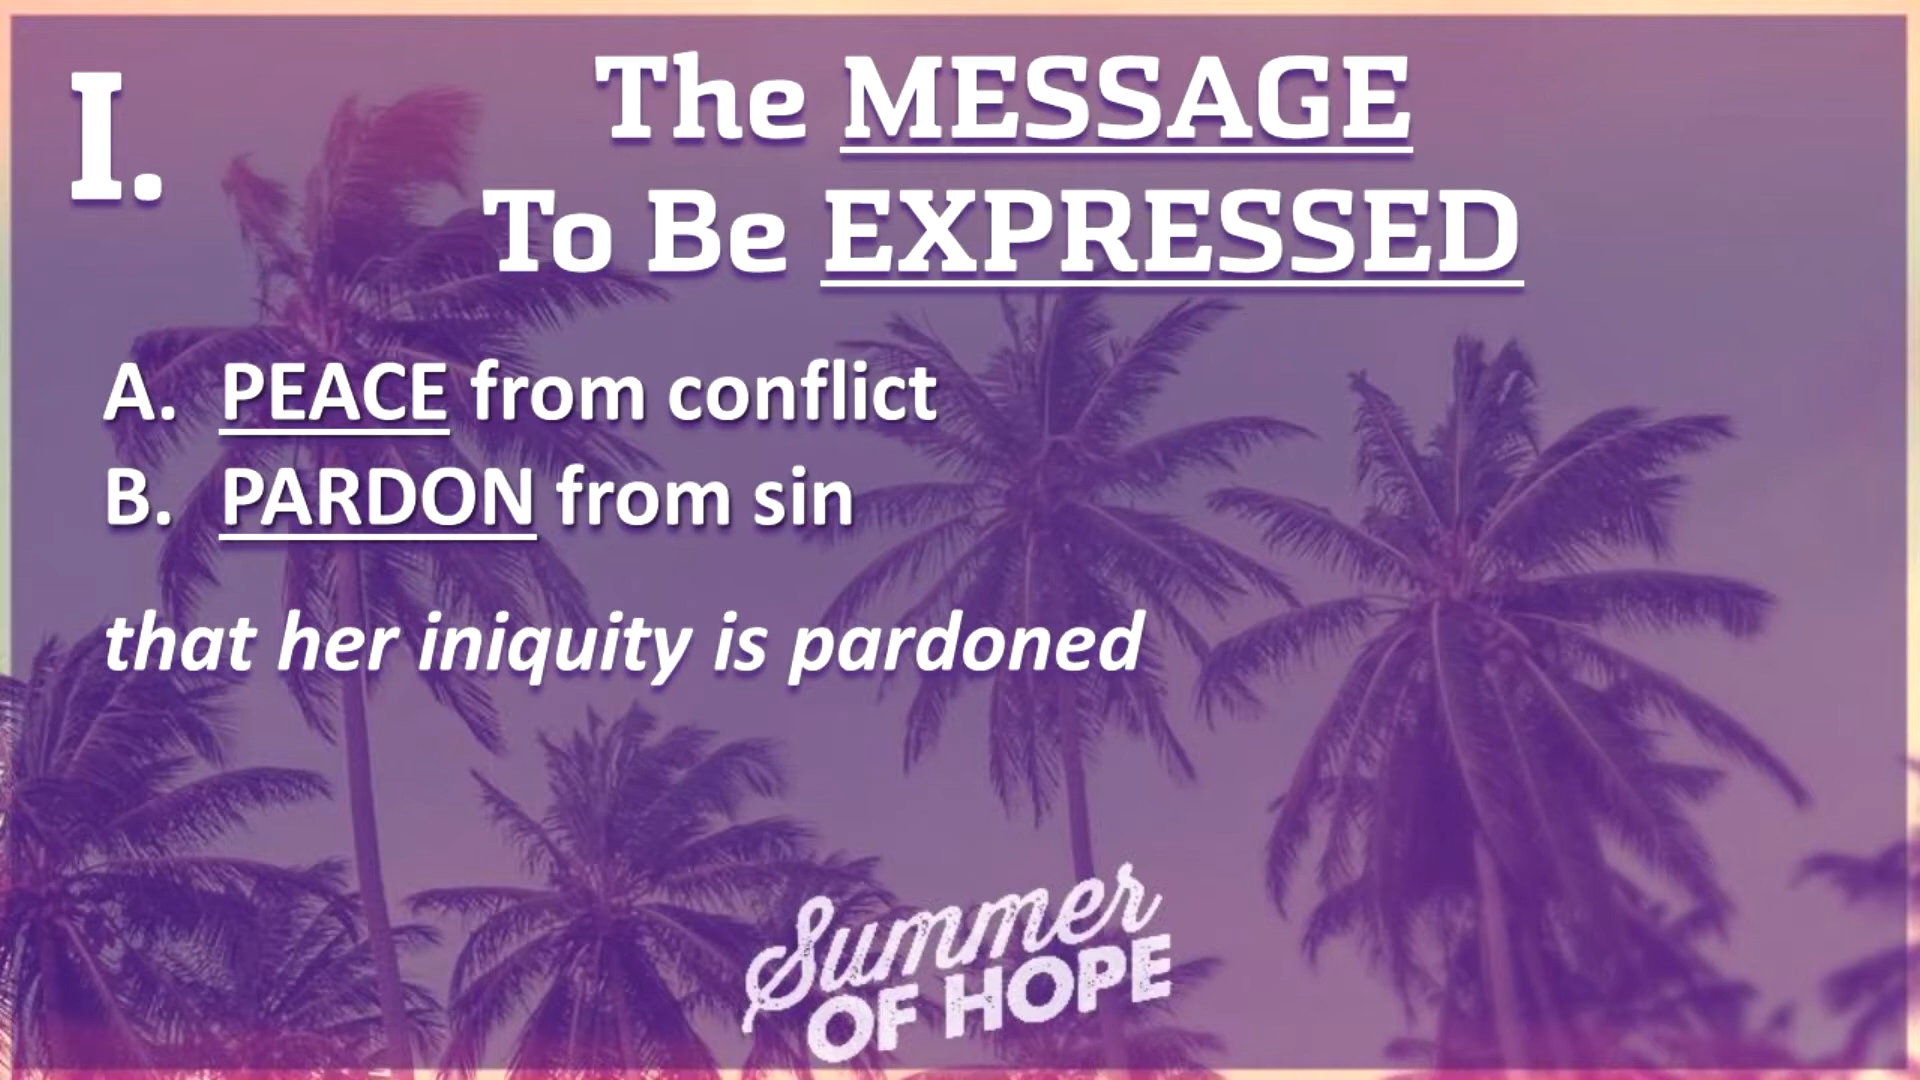 I.
The MESSAGE
To Be EXPRESSED
A. PEACE from conflict
B. PARDON from sin
that her iniquity is pardoned
Summer
OF HOPE